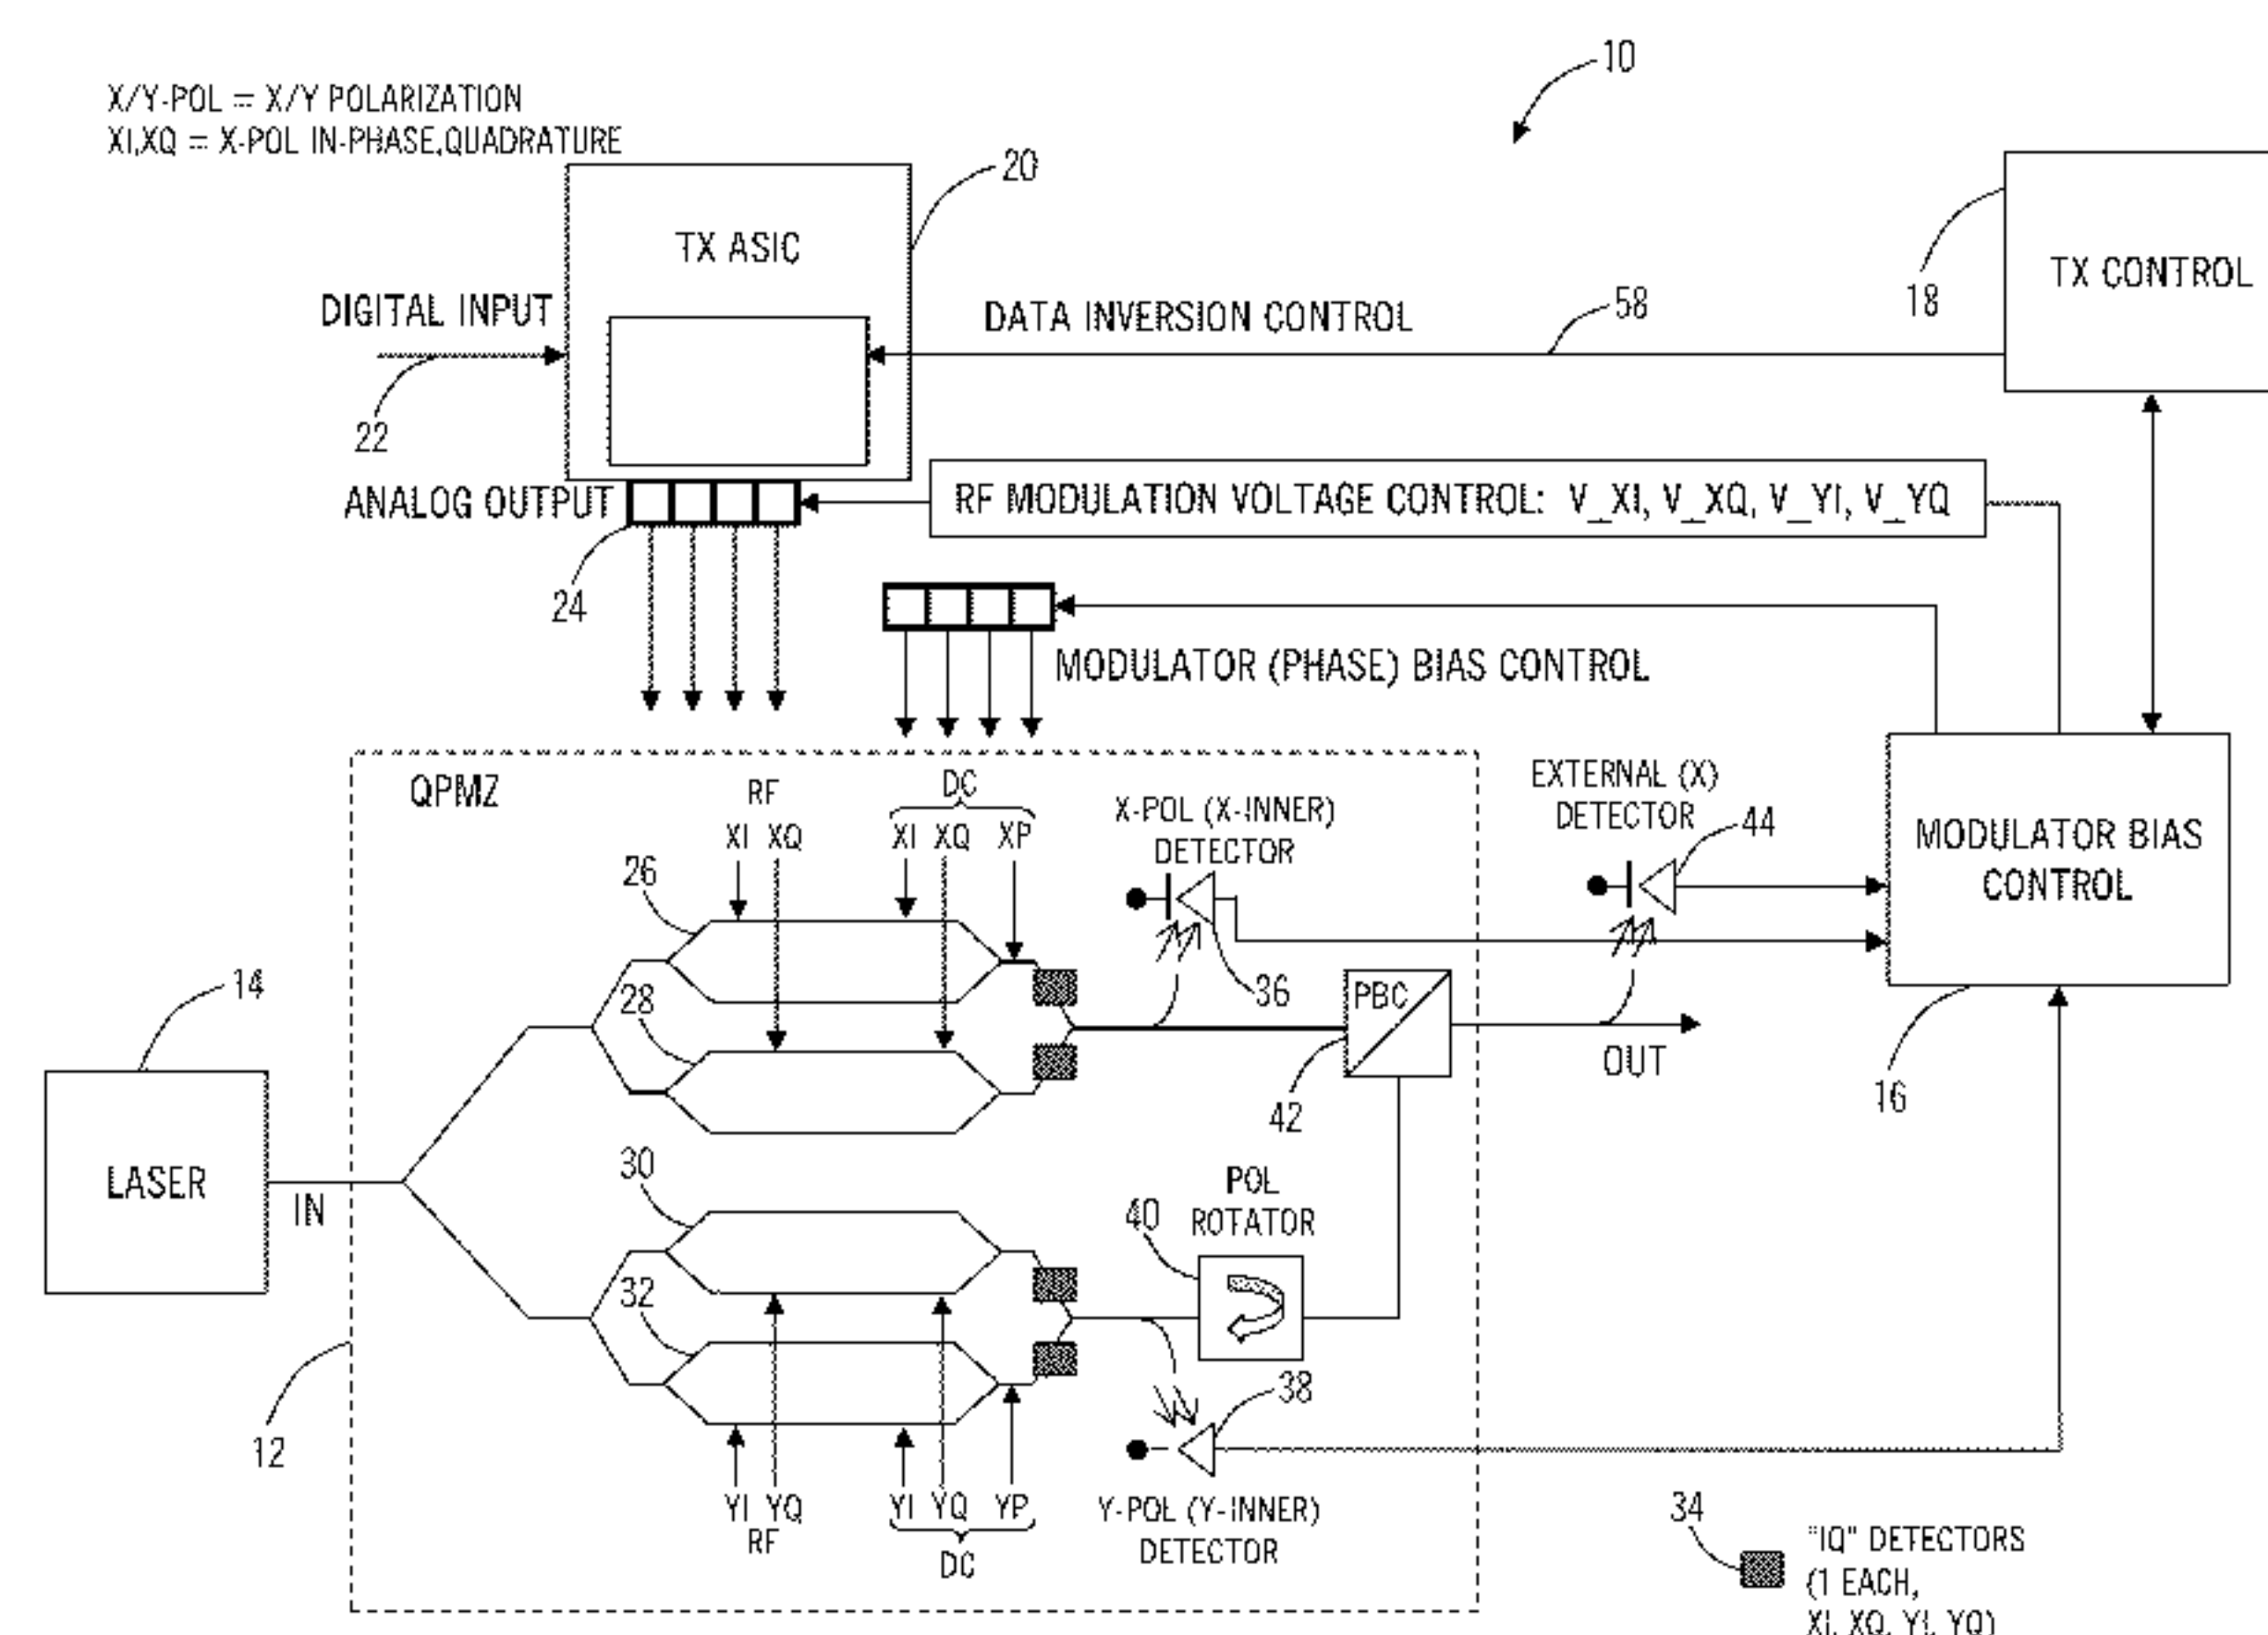 10
X/Y-POL = X/Y POLARIZATION
XI,XQ = X-POL IN-PHASE,QUADRATURE
20
TX ASIC
18
TX CONTROL
DIGITAL INPUT
22
DATA INVERSION CONTROL
58
ANALOG OUTPUT
24
RF MODULATION VOLTAGE CONTROL: V_XI, V_XQ, V_YI, V_YQ
MODULATOR (PHASE) BIAS CONTROL
QPMZ
RF
XI XQ
DC
XI XQ XP
X-POL (X-INNER)
DETECTOR
36
EXTERNAL (X)
DETECTOR
44
MODULATOR BIAS
CONTROL
16
26
28
14
LASER
IN
12
PBC
42
OUT
30
32
40
POL
ROTATOR
38
YI YQ
RF
YI YQ YP
DC
Y-POL (Y-INNER)
DETECTOR
34
"IQ" DETECTORS
(1 EACH,
XI, XQ, YI, YQ)